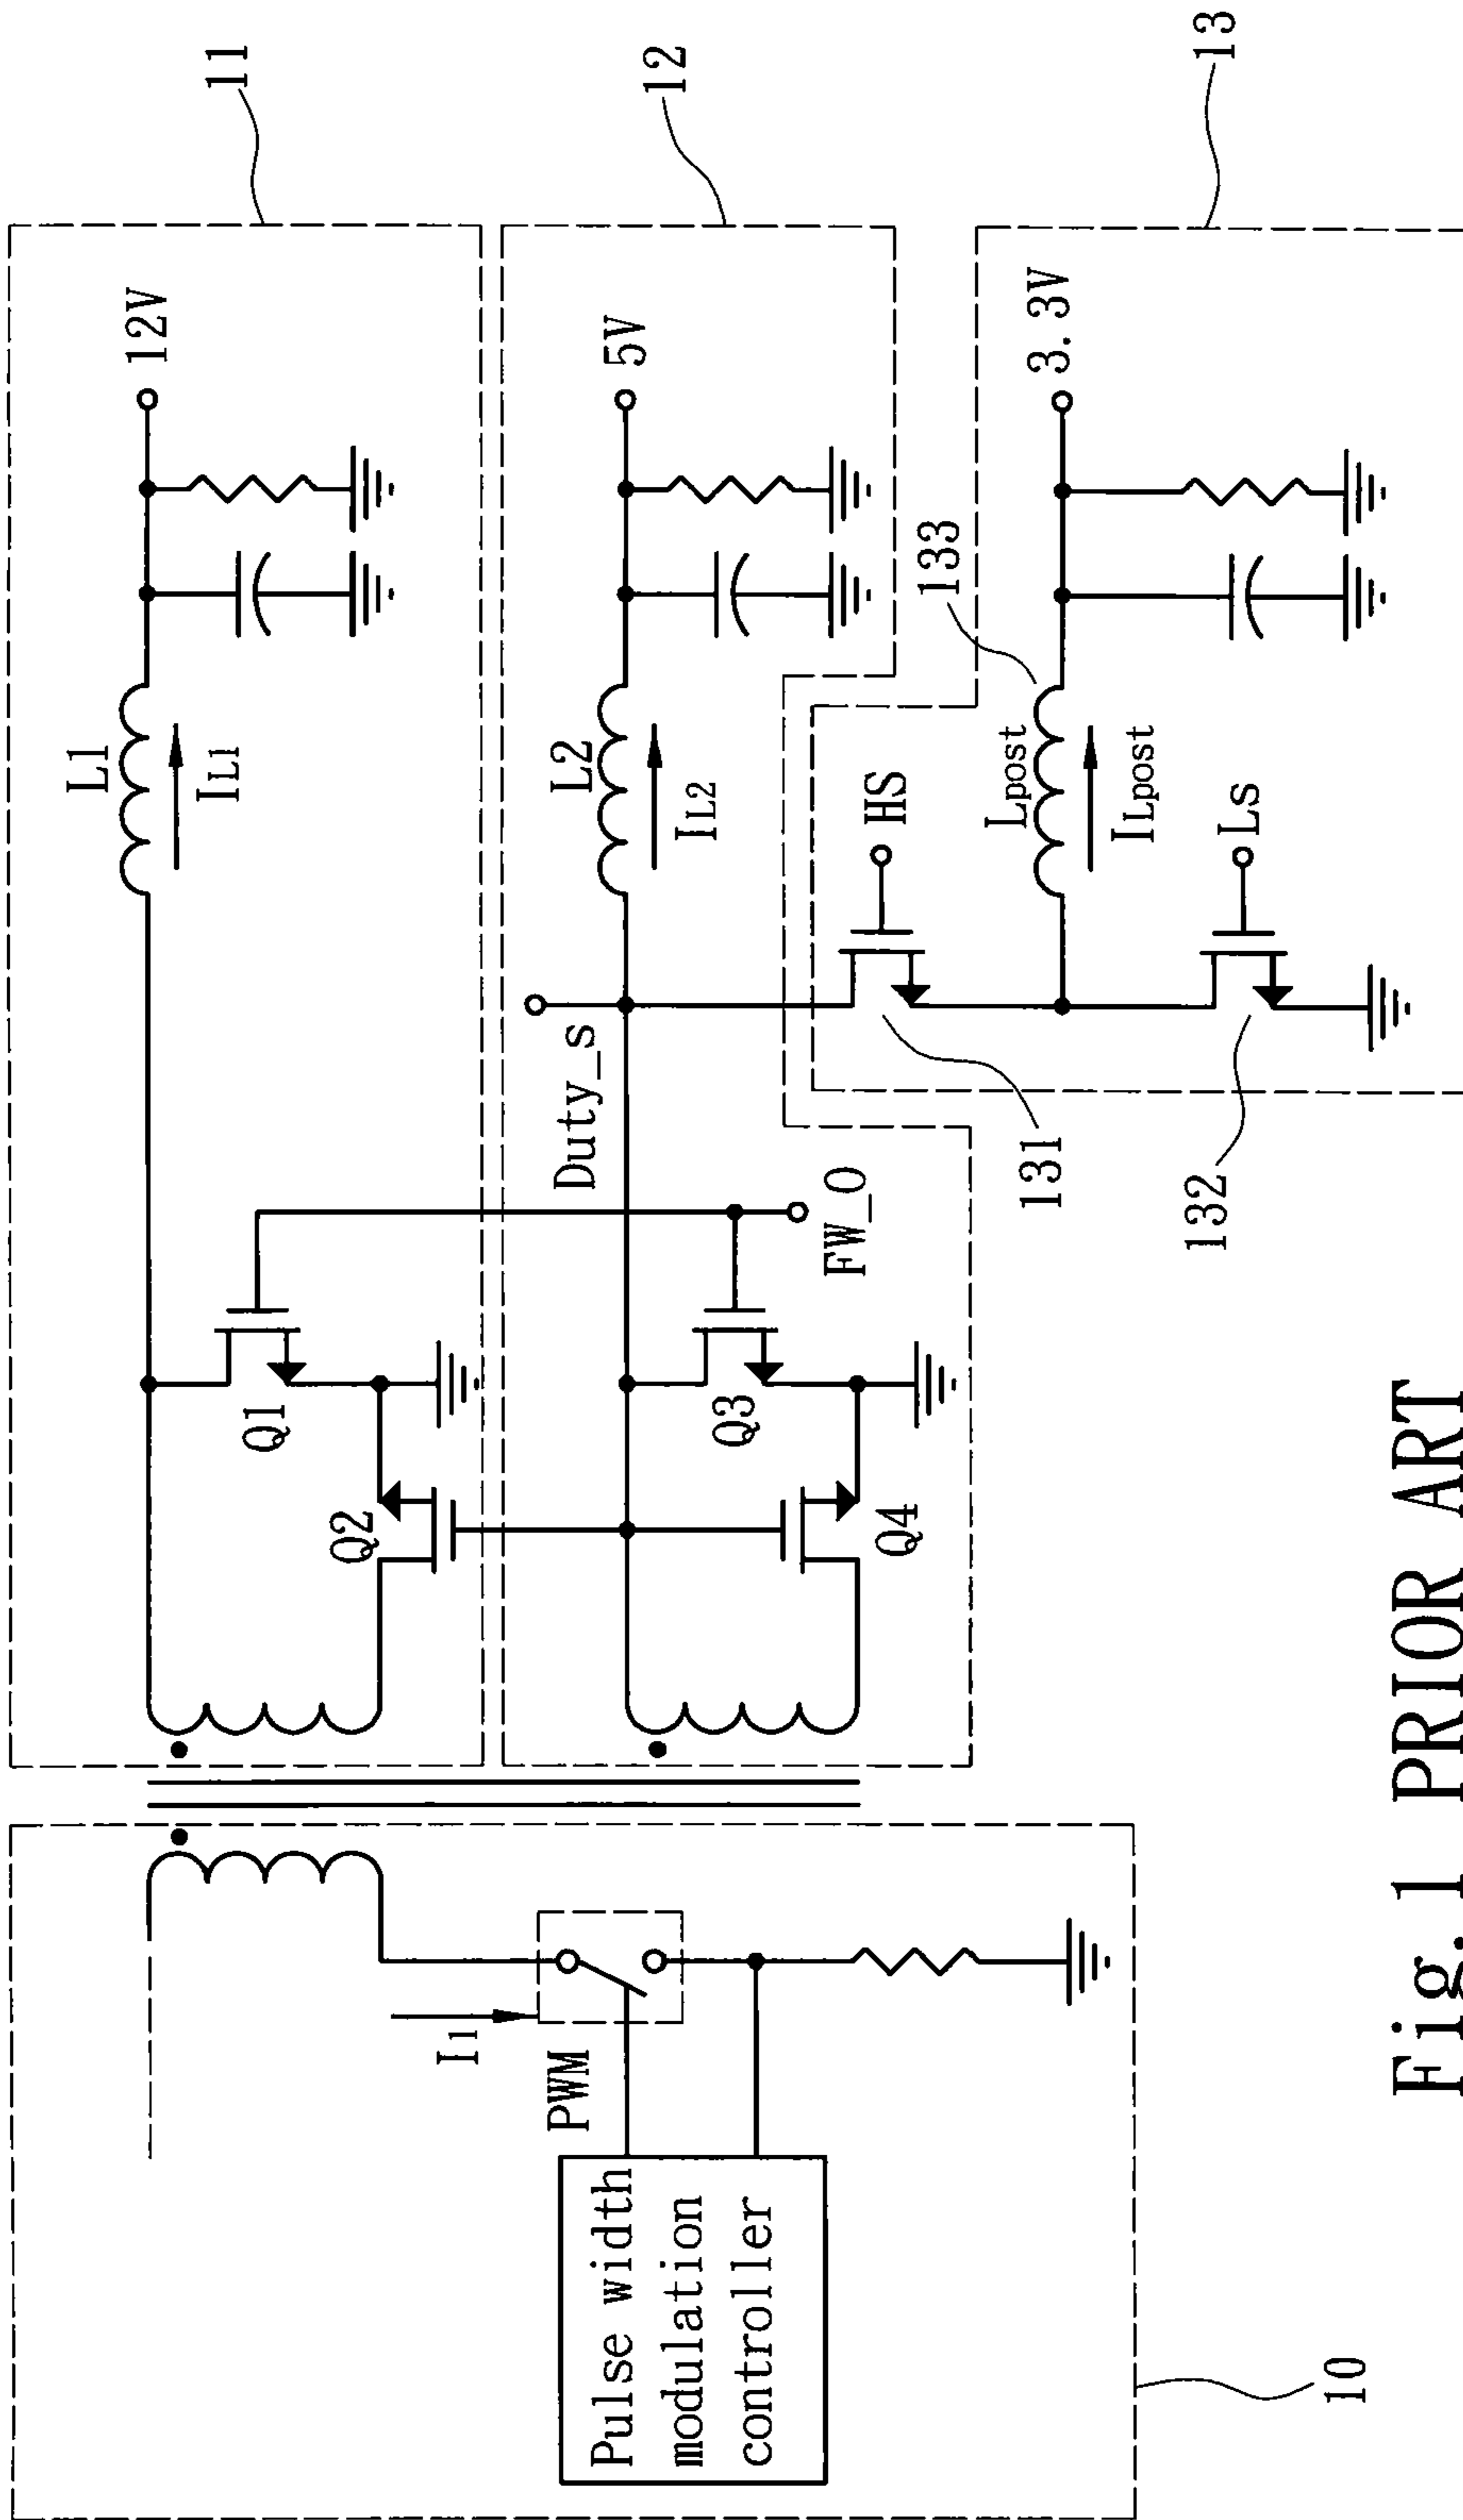 11
12V
L1
IL1
Q1
Q2
12
5V
L2
IL2
Duty_s
FW_O
Q3
Q4
13
3.3V
133
HS
Lpost
ILpost
LS
131
132
I1
PWM
Pulse width
modulation
controller
10
Fig. 1 PRIOR ART